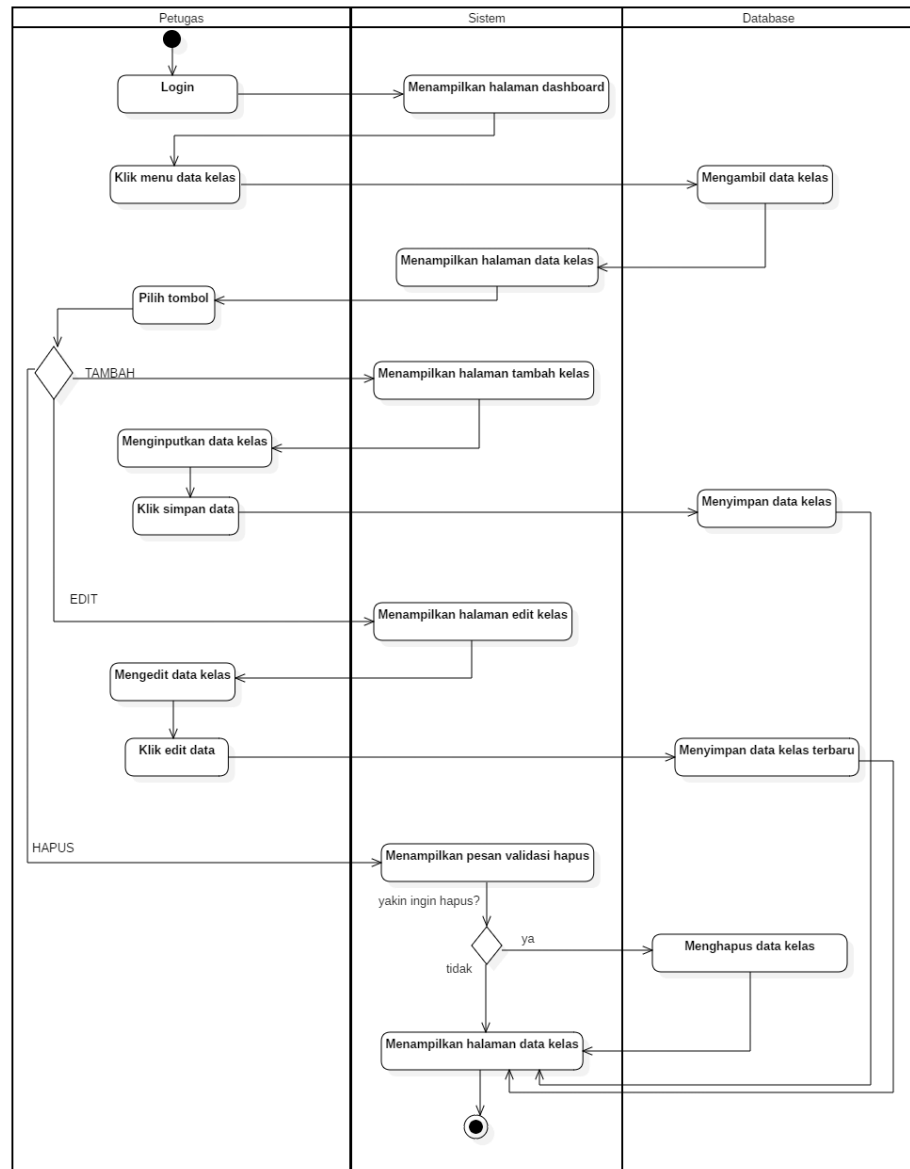 Petugas
Sistem
Database
Login
Menampilkan halaman dashboard
Klik menu data kelas
Mengambil data kelas
Menampilkan halaman data kelas
Pilih tombol
TAMBAH
Menampilkan halaman tambah kelas
Menginputkan data kelas
Klik simpan data
Menyimpan data kelas
EDIT
Menampilkan halaman edit kelas
Mengedit data kelas
Klik edit data
Menyimpan data kelas terbaru
HAPUS
Menampilkan pesan validasi hapus
yakin ingin hapus?
ya
Menghapus data kelas
tidak
Menampilkan halaman data kelas